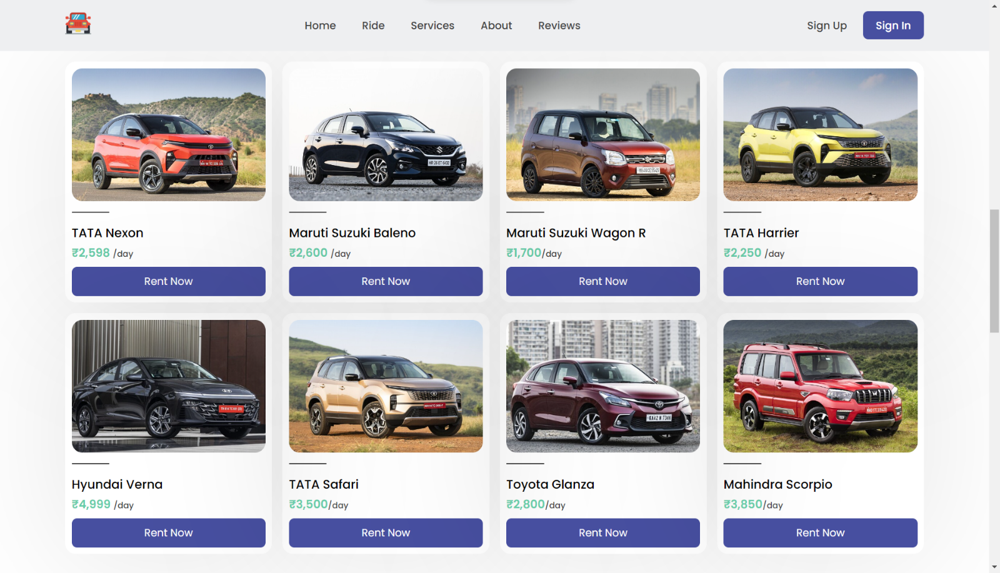 Home Ride Services About Reviews Sign Up Sign In
TATA Nexon
₹2,598 /day
Rent Now
Maruti Suzuki Baleno
₹2,600 /day
Rent Now
Maruti Suzuki Wagon R
₹1,700/day
Rent Now
TATA Harrier
₹2,250 /day
Rent Now
Hyundai Verna
₹4,999 /day
Rent Now
TATA Safari
₹3,500/day
Rent Now
Toyota Glanza
₹2,800/day
Rent Now
Mahindra Scorpio
₹3,850/day
Rent Now